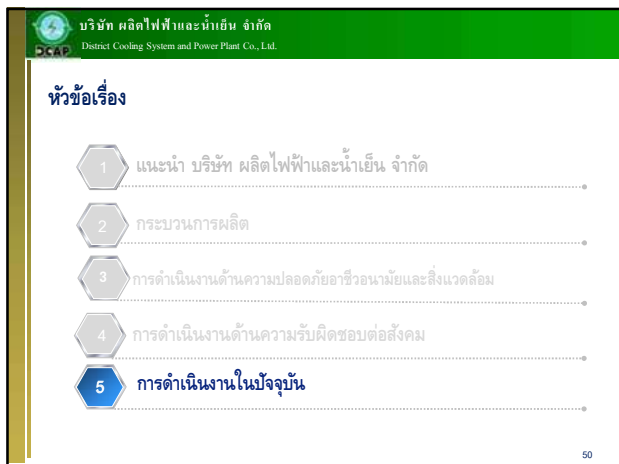 บริษัท ผลิตไฟฟ้าและน้ำเย็น จำกัด
DCAP District Cooling System and Power Plant Co., Ltd.
หัวข้อเรื่อง
1 แนะนำ บริษัท ผลิตไฟฟ้าและน้ำเย็น จำกัด
2 กระบวนการผลิต
3 การดำเนินงานด้านความปลอดภัยอาชีวอนามัยและสิ่งแวดล้อม
4 การดำเนินงานด้านความรับผิดชอบต่อสังคม
5 การดำเนินงานในปัจจุบัน
50